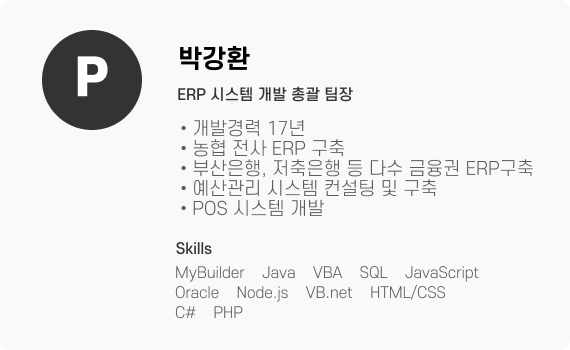 P
박강환
ERP 시스템 개발 총괄 팀장
• 개발경력 17년
• 농협 전사 ERP 구축
• 부산은행, 저축은행 등 다수 금융권 ERP구축
• 예산관리 시스템 컨설팅 및 구축
• POS 시스템 개발
Skills
MyBuilder Java VBA SQL JavaScript
Oracle Node.js VB.net HTML/CSS
C# PHP